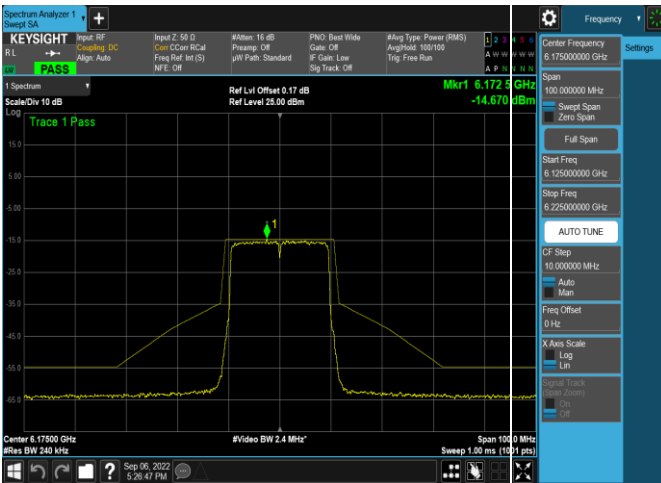 Spectrum Analyzer 1
Swept SA
+
Frequency
KEYSIGHT
R L
LW
PASS
Input: RF
Coupling: DC
Align: Auto
Input Z: 50 Ω
Corr CCorr RCal
Freq Ref: Int (S)
NFE: Off
#Atten: 16 dB
Preamp: Off
µW Path: Standard
PNO: Best Wide
Gate: Off
IF Gain: Low
Sig Track: Off
#Avg Type: Power (RMS)
Avg|Hold: 100/100
Trig: Free Run
1 2 3 4 5 6
A W W W W W
A P N N N N
1 Spectrum
Scale/Div 10 dB
Ref Lvl Offset 0.17 dB
Ref Level 25.00 dBm
Mkr1 6.172 5 GHz
-14.670 dBm
Log
Trace 1 Pass
15.0
5.00
-5.00
-15.0
-25.0
-35.0
-45.0
-55.0
-65.0
1
Center 6.17500 GHz
#Res BW 240 kHz
#Video BW 2.4 MHz*
Span 100.0 MHz
Sweep 1.00 ms (1001 pts)
?
Sep 06, 2022
5:26:47 PM
Center Frequency
6.175000000 GHz
Span
100.000000 MHz
Swept Span
Zero Span
Full Span
Start Freq
6.125000000 GHz
Stop Freq
6.225000000 GHz
AUTO TUNE
CF Step
10.000000 MHz
Auto
Man
Freq Offset
0 Hz
X Axis Scale
Log
Lin
Signal Track
(Span Zoom)
On
Off
Settings